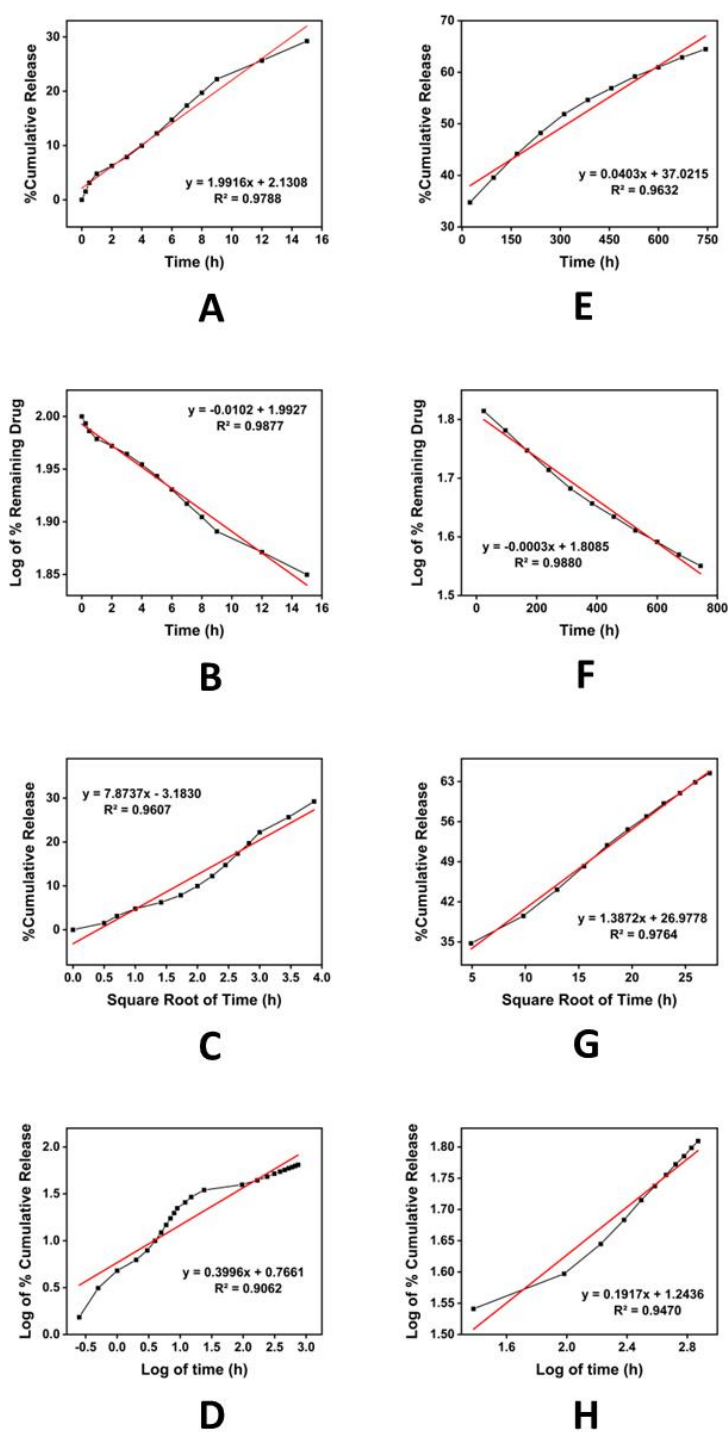 30
20
10
0
%Cumulative Release
y = 1.9916x + 2.1308
R² = 0.9788
0 2 4 6 8 10 12 14 16
Time (h)
A
70
60
50
40
30
%Cumulative Release
y = 0.0403x + 37.0215
R² = 0.9632
0 150 300 450 600 750
Time (h)
E
2.00
1.95
1.90
1.85
Log of % Remaining Drug
y = -0.0102 + 1.9927
R² = 0.9877
0 2 4 6 8 10 12 14 16
Time (h)
B
1.8
1.7
1.6
1.5
Log of % Remaining Drug
y = -0.0003x + 1.8085
R² = 0.9880
0 200 400 600 800
Time (h)
F
30
20
10
0
%Cumulative Release
y = 7.8737x - 3.1830
R² = 0.9607
0.0 0.5 1.0 1.5 2.0 2.5 3.0 3.5 4.0
Square Root of Time (h)
C
63
56
49
42
35
%Cumulative Release
y = 1.3872x + 26.9778
R² = 0.9764
5 10 15 20 25
Square Root of Time (h)
G
2.0
1.5
1.0
0.5
0.0
Log of % Cumulative Release
y = 0.3996x + 0.7661
R² = 0.9062
-0.5 0.0 0.5 1.0 1.5 2.0 2.5 3.0
Log of time (h)
D
1.80
1.75
1.70
1.65
1.60
1.55
1.50
Log of % Cumulative Release
y = 0.1917x + 1.2436
R² = 0.9470
1.6 2.0 2.4 2.8
Log of time (h)
H